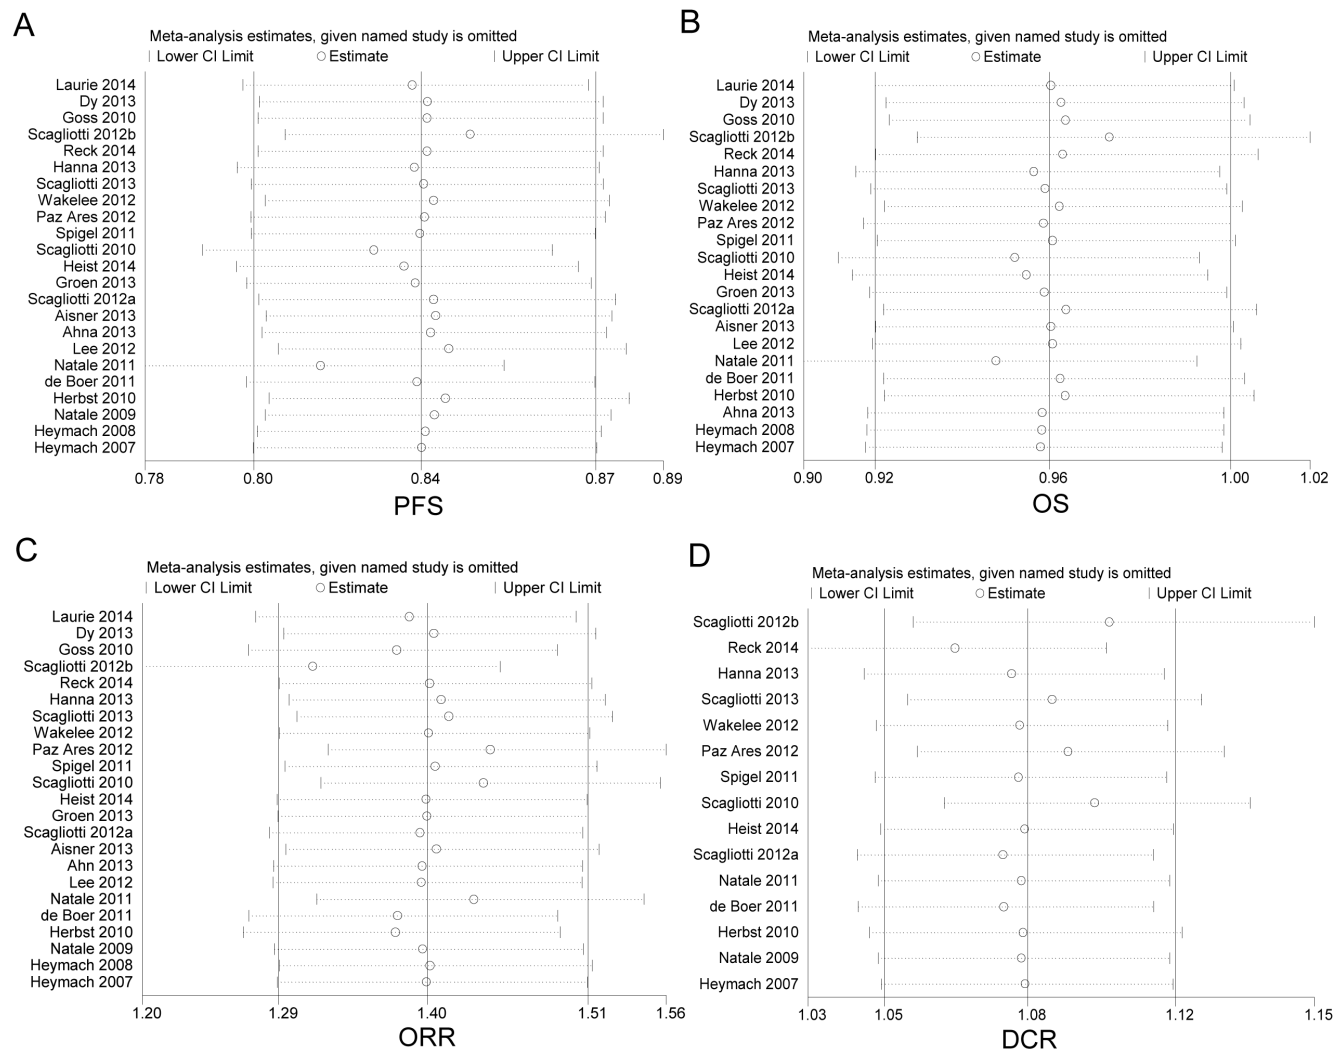 A
Meta-analysis estimates, given named study is omitted
Lower CI Limit Estimate Upper CI Limit
Laurie 2014
Dy 2013
Goss 2010
Scagliotti 2012b
Reck 2014
Hanna 2013
Scagliotti 2013
Wakelee 2012
Paz Ares 2012
Spigel 2011
Scagliotti 2010
Heist 2014
Groen 2013
Scagliotti 2012a
Aisner 2013
Ahna 2013
Lee 2012
Natale 2011
de Boer 2011
Herbst 2010
Natale 2009
Heymach 2008
Heymach 2007
0.78 0.80 0.84 0.87 0.89
PFS
B
Meta-analysis estimates, given named study is omitted
Lower CI Limit Estimate Upper CI Limit
Laurie 2014
Dy 2013
Goss 2010
Scagliotti 2012b
Reck 2014
Hanna 2013
Scagliotti 2013
Wakelee 2012
Paz Ares 2012
Spigel 2011
Scagliotti 2010
Heist 2014
Groen 2013
Scagliotti 2012a
Aisner 2013
Lee 2012
Natale 2011
de Boer 2011
Herbst 2010
Ahna 2013
Heymach 2008
Heymach 2007
0.90 0.92 0.96 1.00 1.02
OS
C
Meta-analysis estimates, given named study is omitted
Lower CI Limit Estimate Upper CI Limit
Laurie 2014
Dy 2013
Goss 2010
Scagliotti 2012b
Reck 2014
Hanna 2013
Scagliotti 2013
Wakelee 2012
Paz Ares 2012
Spigel 2011
Scagliotti 2010
Heist 2014
Groen 2013
Scagliotti 2012a
Aisner 2013
Ahn 2013
Lee 2012
Natale 2011
de Boer 2011
Herbst 2010
Natale 2009
Heymach 2008
Heymach 2007
1.20 1.29 1.40 1.51 1.56
ORR
D
Meta-analysis estimates, given named study is omitted
Lower CI Limit Estimate Upper CI Limit
Scagliotti 2012b
Reck 2014
Hanna 2013
Scagliotti 2013
Wakelee 2012
Paz Ares 2012
Spigel 2011
Scagliotti 2010
Heist 2014
Scagliotti 2012a
Natale 2011
de Boer 2011
Herbst 2010
Natale 2009
Heymach 2007
1.03 1.05 1.08 1.12 1.15
DCR